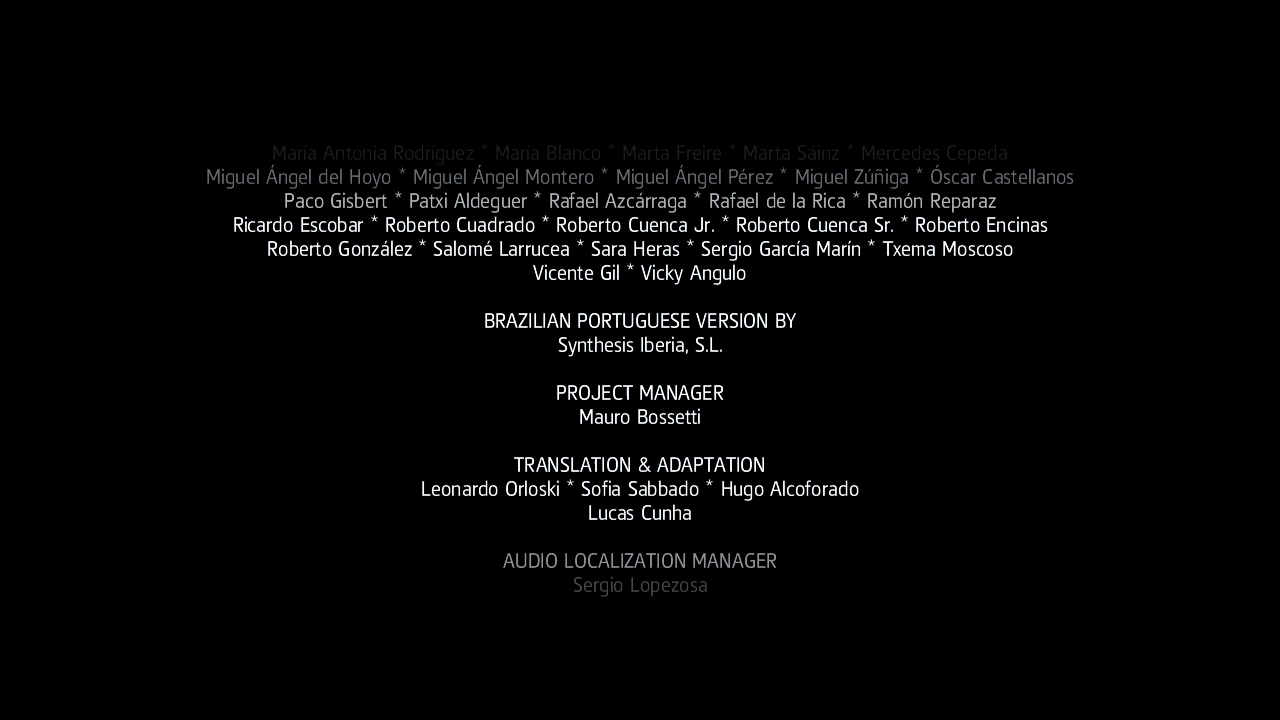 María Antonia Rodríguez * María Blanco * Marta Freire * Marta Sáinz * Mercedes Cepeda
Miguel Ángel del Hoyo * Miguel Ángel Montero * Miguel Ángel Pérez * Miguel Zúñiga * Óscar Castellanos
Paco Gisbert * Patxi Aldeguer * Rafael Azcárraga * Rafael de la Rica * Ramón Reparaz
Ricardo Escobar * Roberto Cuadrado * Roberto Cuenca Jr. * Roberto Cuenca Sr. * Roberto Encinas
Roberto González * Salomé Larrucea * Sara Heras * Sergio García Marín * Txema Moscoso
Vicente Gil * Vicky Angulo
BRAZILIAN PORTUGUESE VERSION BY
Synthesis Iberia, S.L.
PROJECT MANAGER
Mauro Bossetti
TRANSLATION & ADAPTATION
Leonardo Orloski * Sofia Sabbado * Hugo Alcoforado
Lucas Cunha
AUDIO LOCALIZATION MANAGER
Sergio Lopezosa